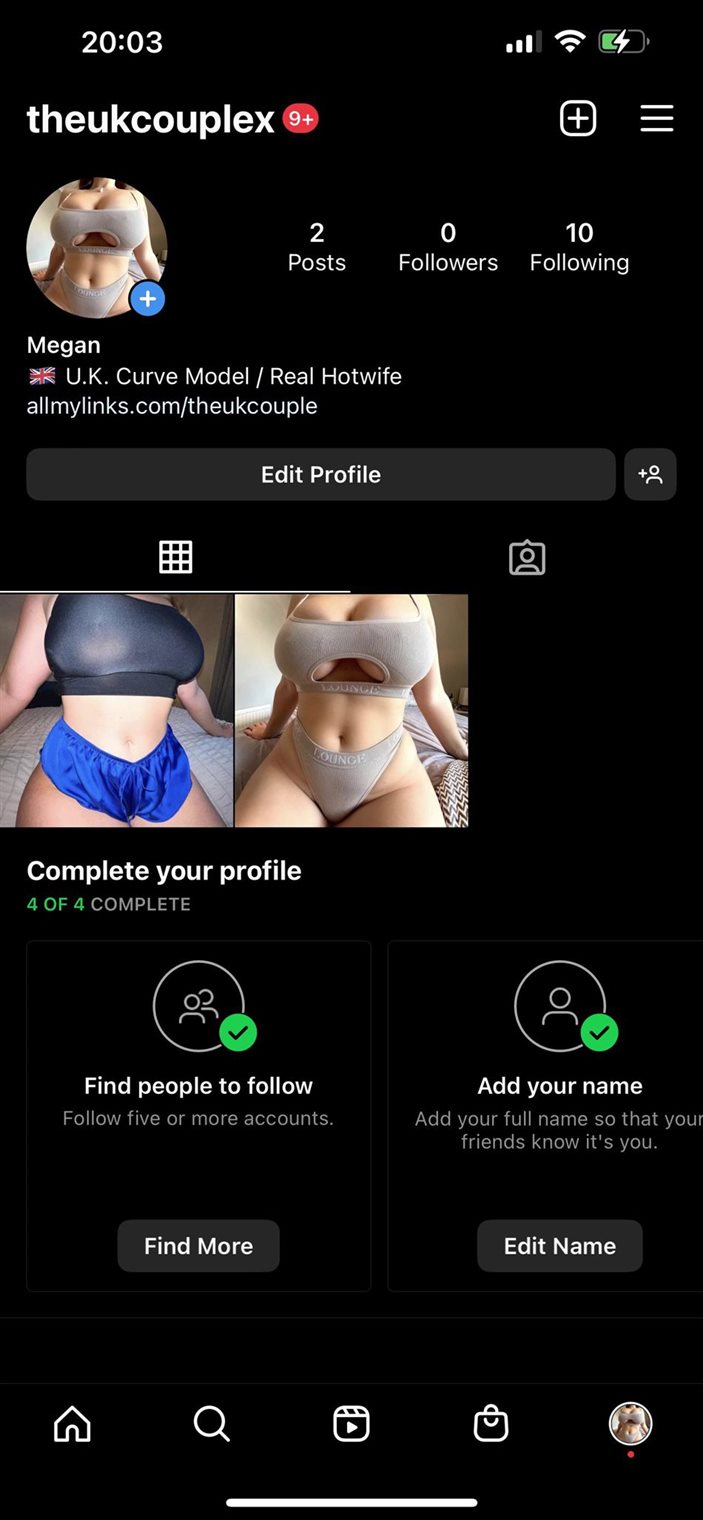 20:03
theukcouplex 9+
2 0 10
Posts Followers Following
LOUNGE
LOUNGE
Megan
🇬🇧 U.K. Curve Model / Real Hotwife
allmylinks.com/theukcouple
Edit Profile
LOUNGE
LOUNGE
Complete your profile
4 OF 4 COMPLETE
Find people to follow
Follow five or more accounts.
Find More
Add your name
Add your full name so that your
friends know it's you.
Edit Name